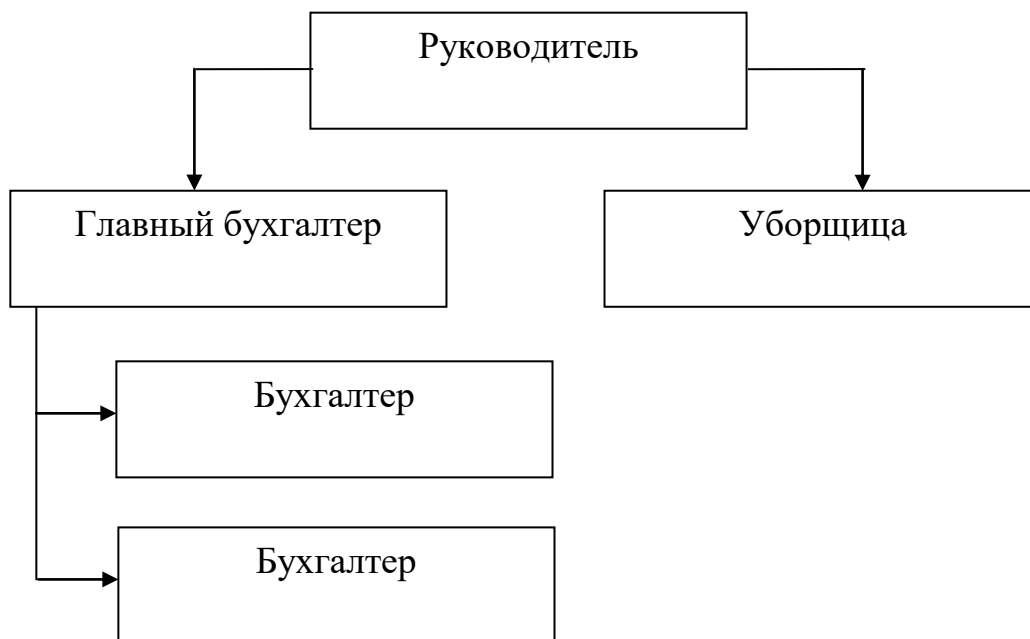 Руководитель
Главный бухгалтер
Уборщица
Бухгалтер
Бухгалтер